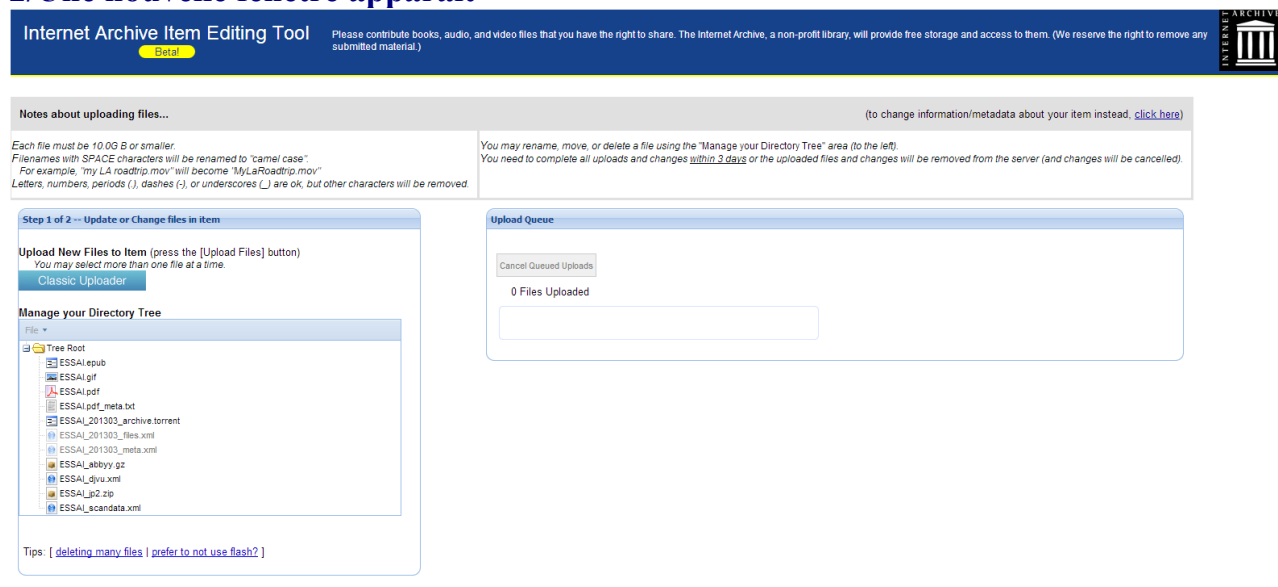 2/Une nouvelle fenêtre apparaît
Internet Archive Item Editing Tool
Beta!
Please contribute books, audio, and video files that you have the right to share. The Internet Archive, a non-profit library, will provide free storage and access to them. (We reserve the right to remove any
submitted material.)
INTERNET ARCHIVE
Notes about uploading files...
(to change information/metadata about your item instead, click here)
Each file must be 10.0G B or smaller.
Filenames with SPACE characters will be renamed to "camel case".
For example, "my LA roadtrip.mov" will become "MyLaRoadtrip.mov"
Letters, numbers, periods (.), dashes (-), or underscores (_) are ok, but other characters will be removed.
You may rename, move, or delete a file using the "Manage your Directory Tree" area (to the left).
You need to complete all uploads and changes within 3 days or the uploaded files and changes will be removed from the server (and changes will be cancelled).
Step 1 of 2 -- Update or Change files in item
Upload New Files to Item (press the [Upload Files] button)
You may select more than one file at a time.
Classic Uploader
Manage your Directory Tree
File
Tree Root
ESSAI.epub
ESSAI.gif
ESSAI.pdf
ESSAI.pdf_meta.txt
ESSAI_201303_archive.torrent
ESSAI_201303_files.xml
ESSAI_201303_meta.xml
ESSAI_abbyy.gz
ESSAI_djvu.xml
ESSAI_jp2.zip
ESSAI_scandata.xml
Tips: [ deleting many files | prefer to not use flash? ]
Upload Queue
Cancel Queued Uploads
0 Files Uploaded